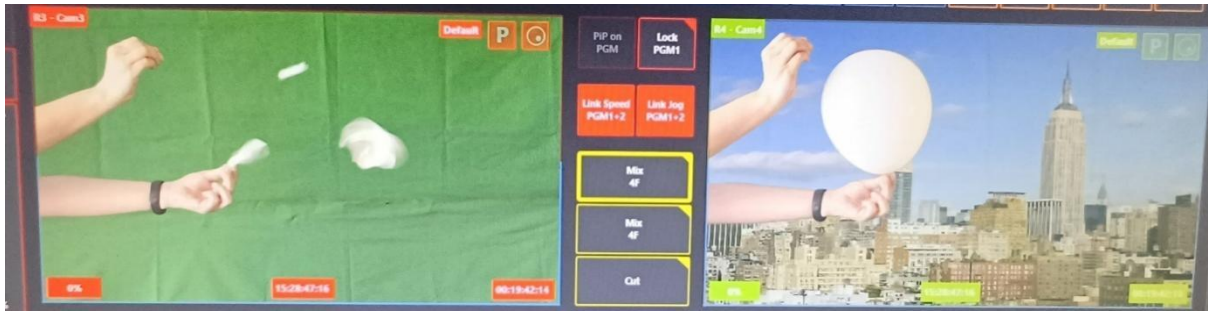 R3 - Cam3
Default
P
0%
15:28:47:16
00:19:42:14
PiP on
PGM
Lock
PGM1
Link Speed
PGM1+2
Link Jog
PGM1+2
Mix
4F
Mix
4F
Cut
R4 - Cam4
Default
P
0%